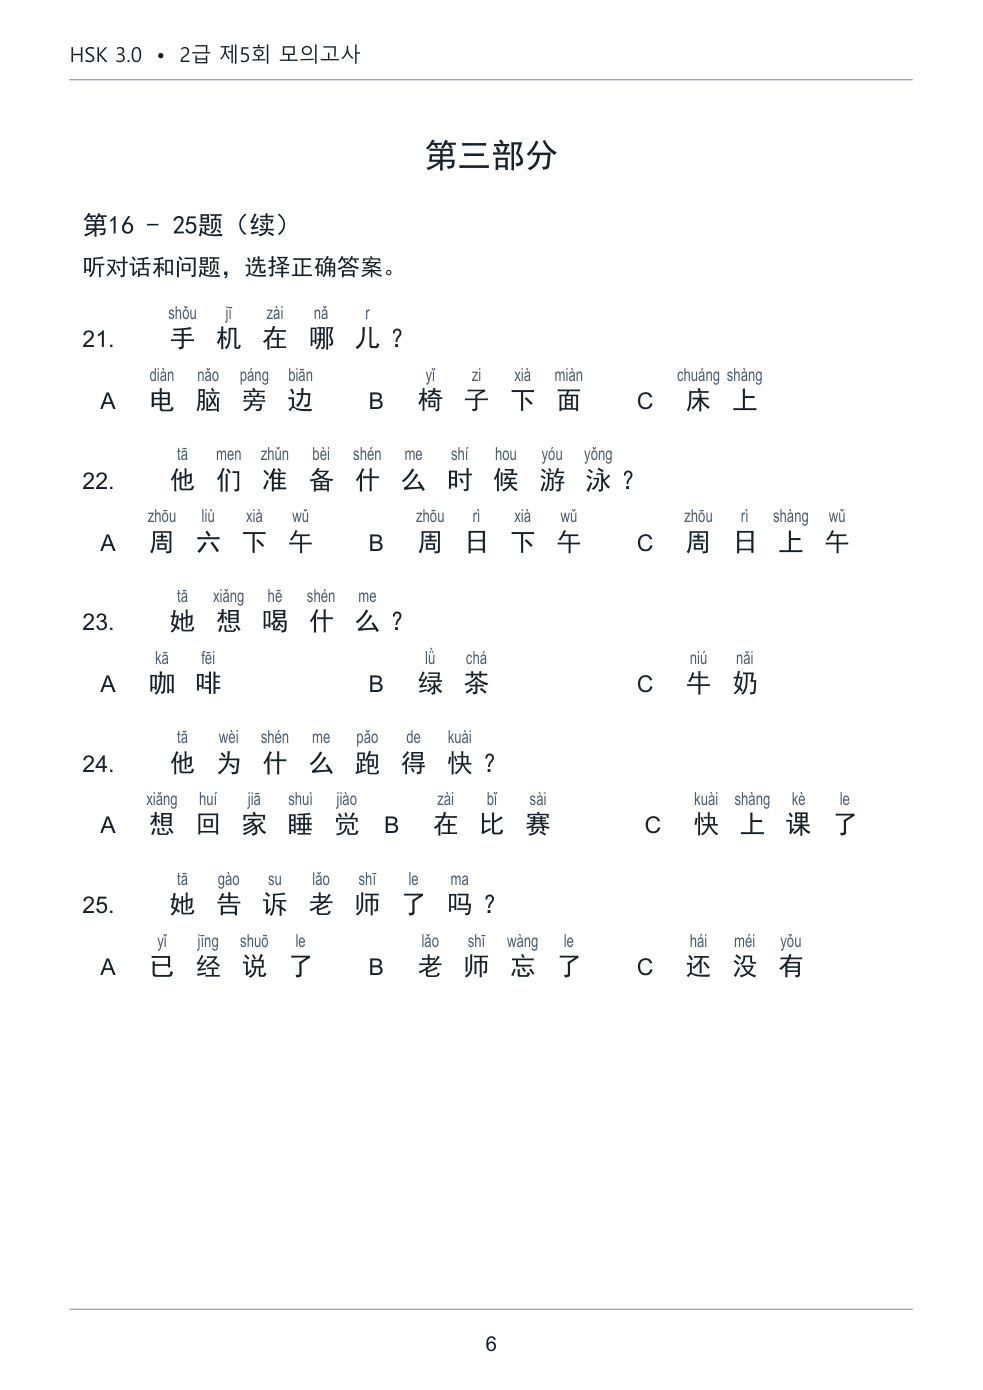 HSK 3.0 • 2급 제5회 모의고사
第三部分
第16 – 25题（续）
听对话和问题，选择正确答案。
shǒu jī zài nǎ r
21. 手机在哪儿？
diàn nǎo páng biān yǐ zi xià miàn chuáng shàng
A 电脑旁边 B 椅子下面 C 床上
tā men zhǔn bèi shén me shí hou yóu yǒng
22. 他们准备什么时候游泳？
zhōu liù xià wǔ zhōu rì xià wǔ zhōu rì shàng wǔ
A 周六下午 B 周日下午 C 周日上午
tā xiǎng hē shén me
23. 她想喝什么？
kā fēi lǜ chá niú nǎi
A 咖啡 B 绿茶 C 牛奶
tā wèi shén me pǎo de kuài
24. 他为什么跑得快？
xiǎng huí jiā shuì jiào zài bǐ sài kuài shàng kè le
A 想回家睡觉 B 在比赛 C 快上课了
tā gào su lǎo shī le ma
25. 她告诉老师了吗？
yǐ jīng shuō le lǎo shī wàng le hái méi yǒu
A 已经说了 B 老师忘了 C 还没有
6